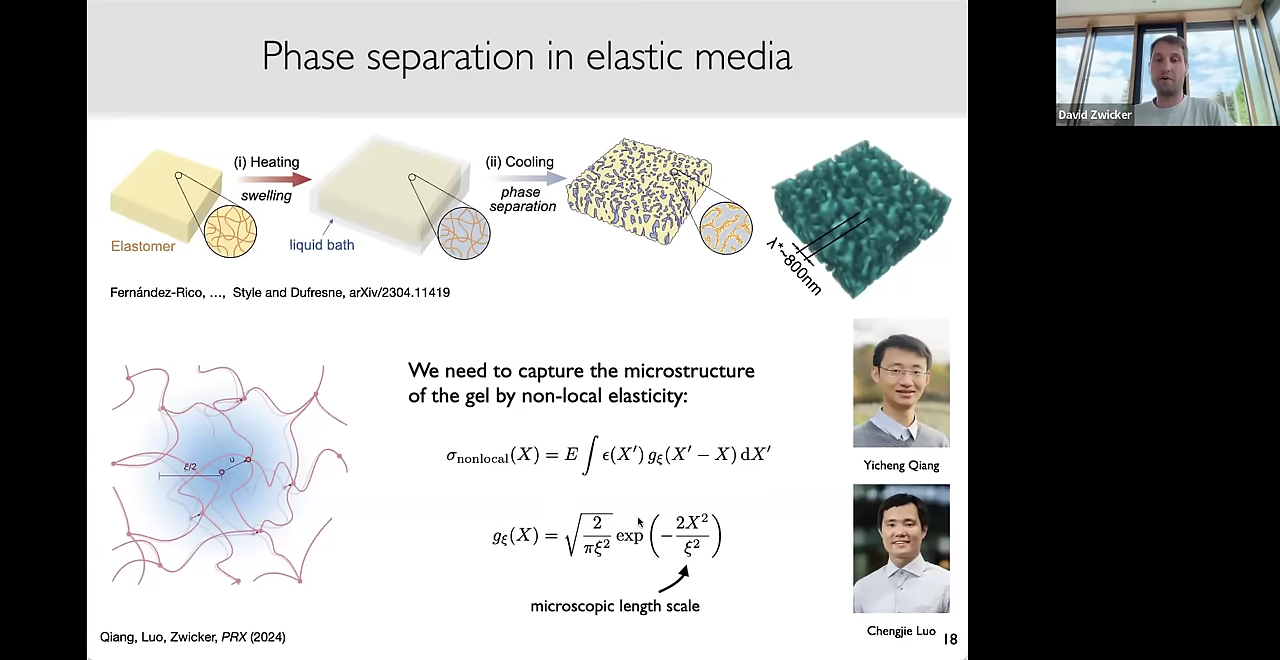 Phase separation in elastic media
David Zwicker
(i) Heating
swelling
(ii) Cooling
phase
separation
Elastomer
liquid bath
λ*~800nm
Fernández-Rico, ..., Style and Dufresne, arXiv/2304.11419
We need to capture the microstructure
of the gel by non-local elasticity:
σnonlocal(X) = E ∫ ϵ(X′) gξ(X′ − X) dX′
gξ(X) = √(2/πξ²) exp(−2X²/ξ²)
microscopic length scale
ξ/2
u
Yicheng Qiang
Chengjie Luo
Qiang, Luo, Zwicker, PRX (2024)
18